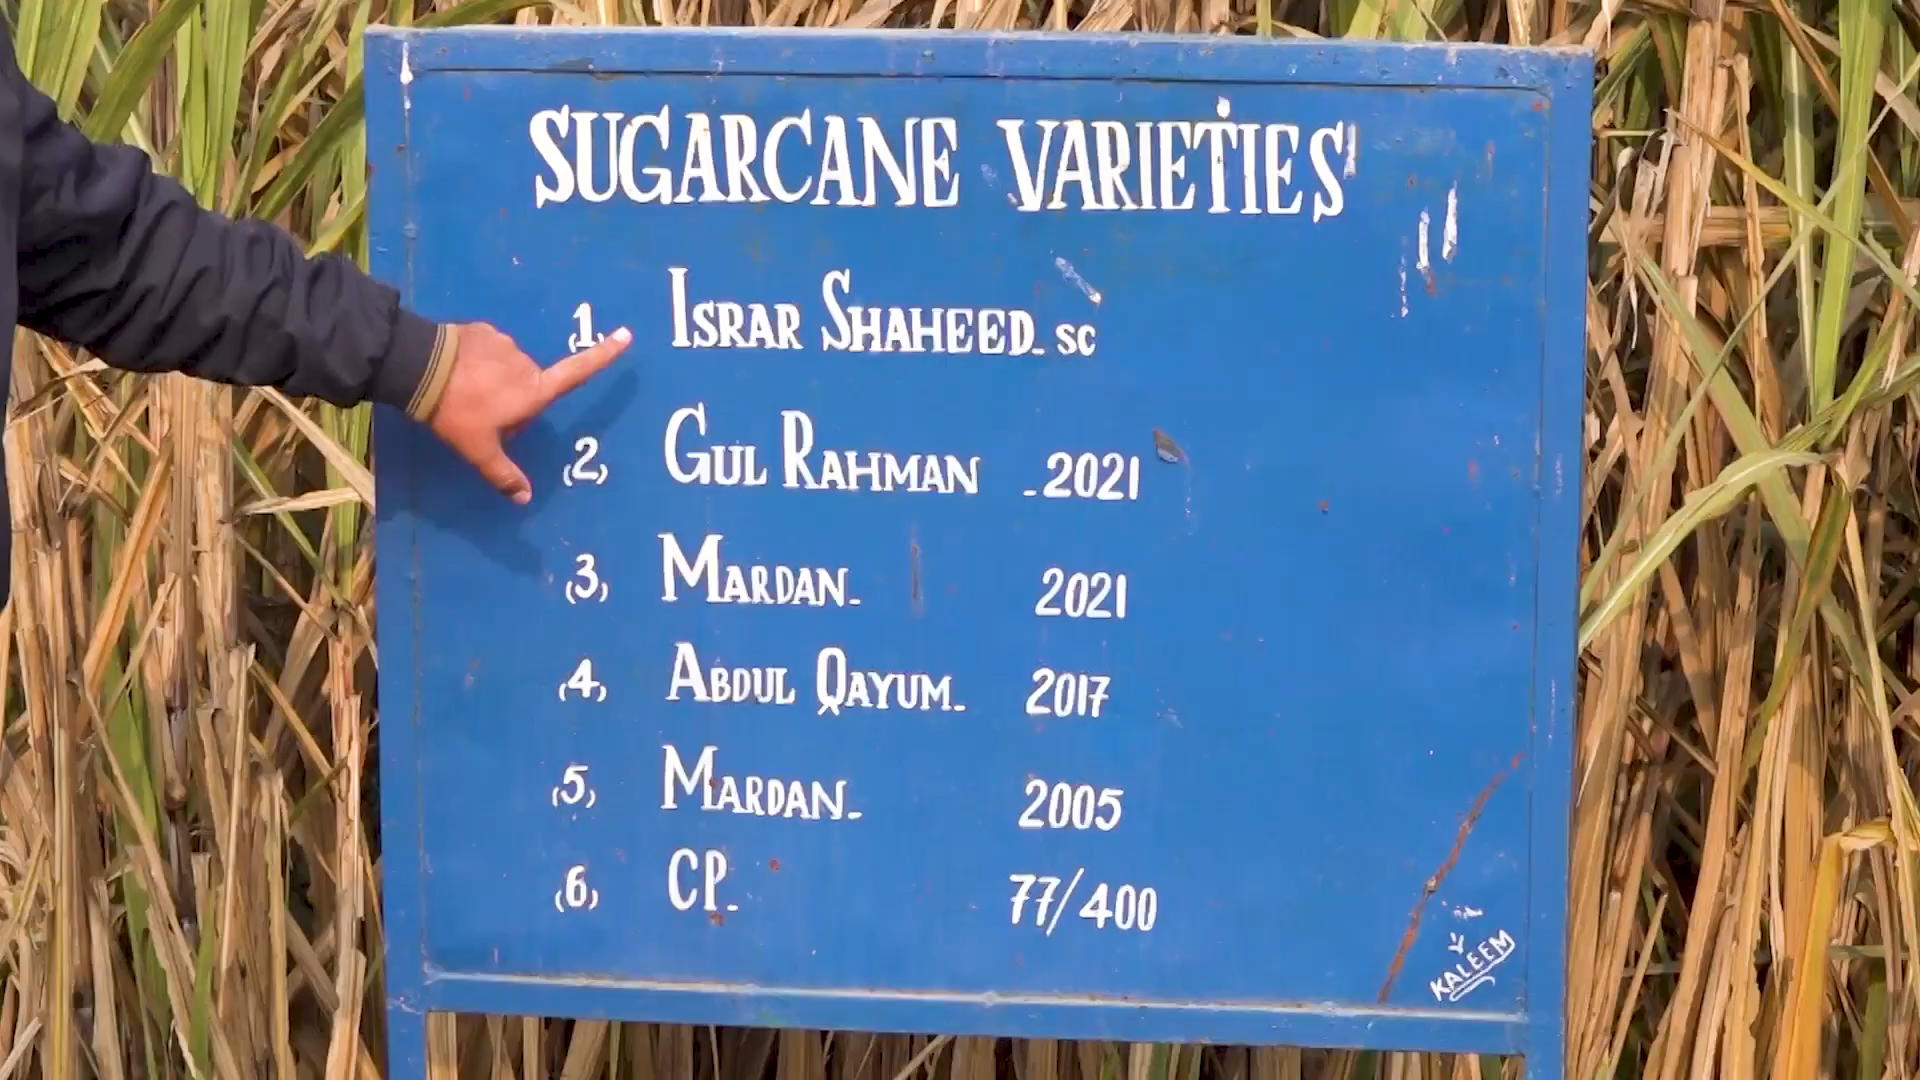 SUGARCANE VARIETIES
(1) ISRAR SHAHEED. SC
(2) GUL RAHMAN - 2021
(3) MARDAN - 2021
(4) ABDUL QAYUM - 2017
(5) MARDAN - 2005
(6) CP - 77/400
KALEEM